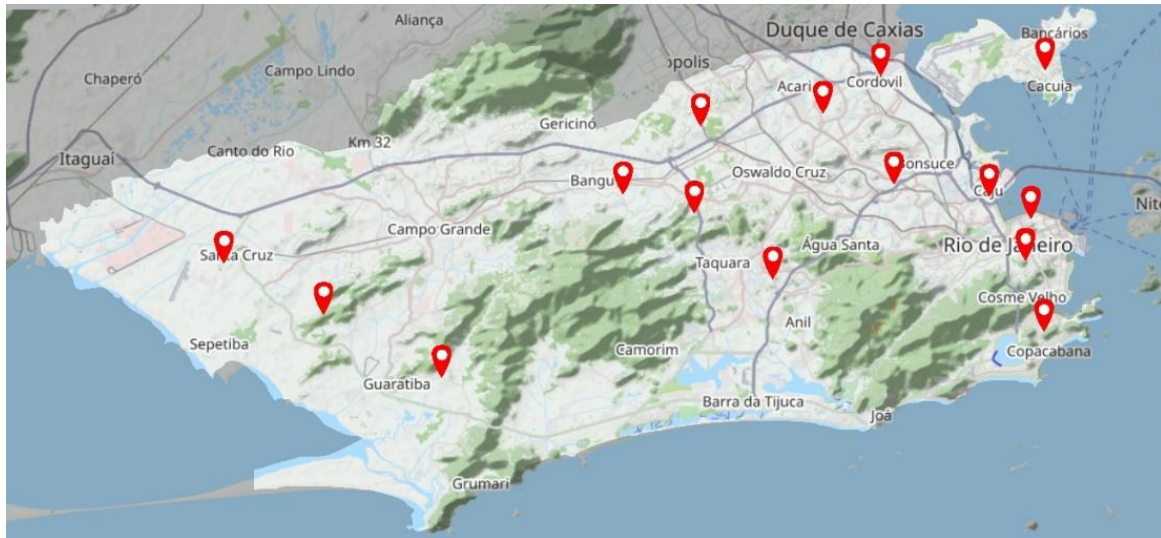 Aliança
Duque de Caxias
Bancários
opolis
Chaperó
Campo Lindo
Acari
Cordovil
Cacuia
Gericinó
Km 32
Canto do Rio
Itaguaí
Bangu
Oswaldo Cruz
Bonsuce
Caju
Nite
Campo Grande
Santa Cruz
Água Santa
Rio de Janeiro
Taquara
Cosme Velho
Anil
Sepetiba
Camorim
Copacabana
Guaratiba
Barra da Tijuca
Joá
Grumari